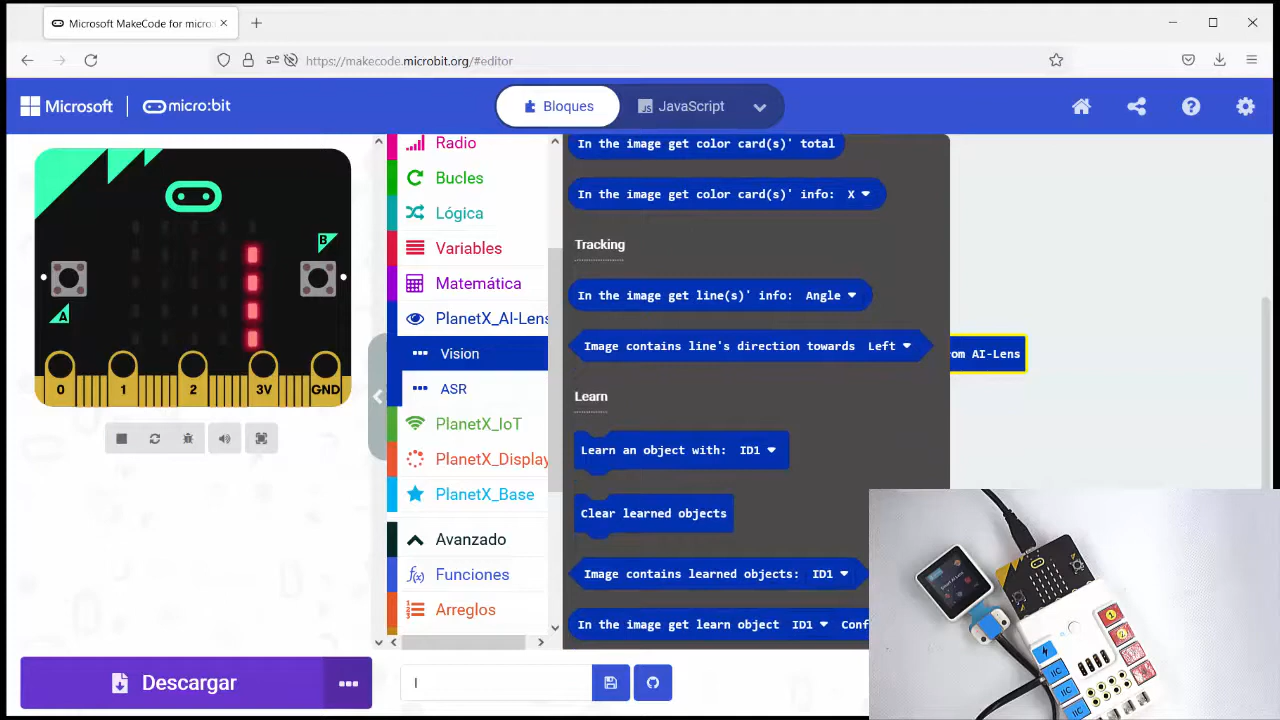 Microsoft MakeCode for micro
https://makecode.microbit.org/#editor
Microsoft
micro:bit
Bloques
JavaScript
A
B
0
1
2
3V
GND
Radio
Bucles
Lógica
Variables
Matemática
PlanetX_AI-Lens
Vision
ASR
PlanetX_IoT
PlanetX_Display
PlanetX_Base
Avanzado
Funciones
Arreglos
In the image get color card(s)' total
In the image get color card(s)' info: X
Tracking
In the image get line(s)' info: Angle
Image contains line's direction towards Left
Learn
Learn an object with: ID1
Clear learned objects
Image contains learned objects: ID1
In the image get learn object ID1 Conf
om AI-Lens
Descargar
IIC
IIC
IIC